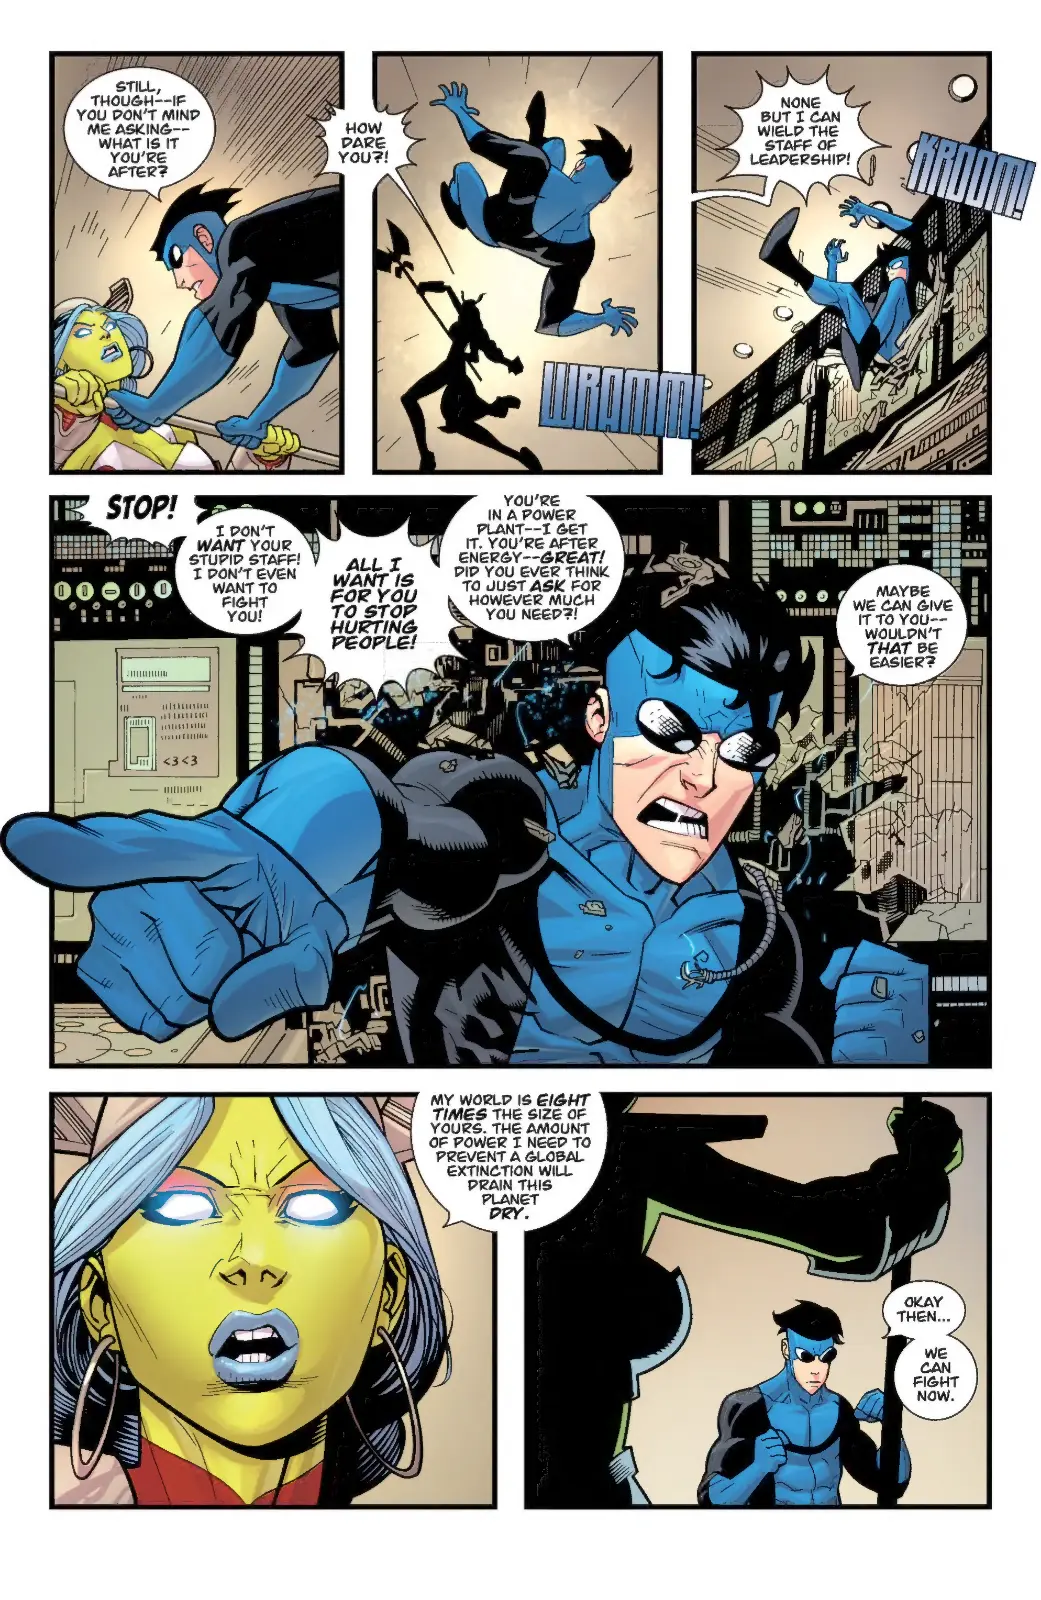 STILL,
THOUGH--IF
YOU DON'T MIND
ME ASKING--
WHAT IS IT
YOU'RE
AFTER?
HOW
DARE
YOU?!
WRAMM!
NONE
BUT I CAN
WIELD THE
STAFF OF
LEADERSHIP!
KROOM!
STOP!
I DON'T
WANT YOUR
STUPID STAFF!
I DON'T EVEN
WANT TO
FIGHT
YOU!
ALL I
WANT IS
FOR YOU
TO STOP
HURTING
PEOPLE!
YOU'RE
IN A POWER
PLANT--I GET
IT. YOU'RE AFTER
ENERGY--GREAT!
DID YOU EVER THINK
TO JUST ASK FOR
HOWEVER MUCH
YOU NEED?!
MAYBE
WE CAN GIVE
IT TO YOU--
WOULDN'T
THAT BE
EASIER?
<3<3
MY WORLD IS EIGHT
TIMES THE SIZE OF
YOURS. THE AMOUNT
OF POWER I NEED TO
PREVENT A GLOBAL
EXTINCTION WILL
DRAIN THIS
PLANET
DRY.
OKAY
THEN...
WE
CAN
FIGHT
NOW.